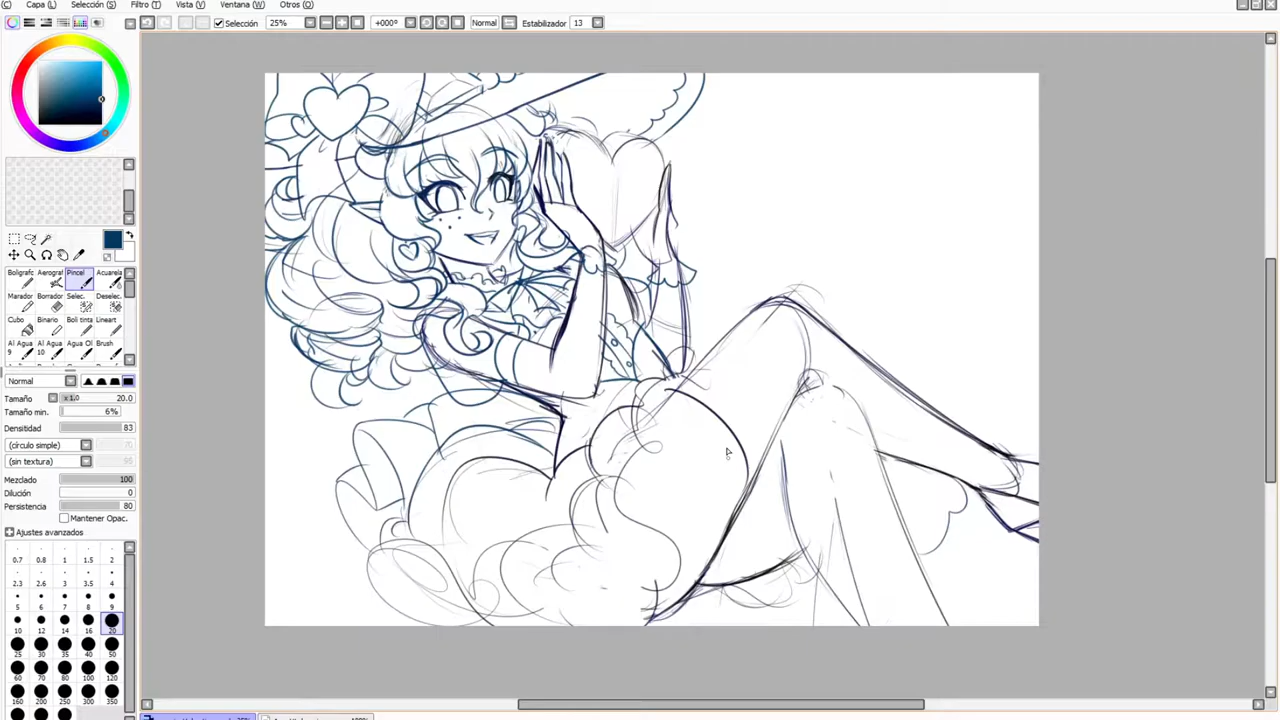 (C) Capa (L) Selección (S) Filtro (T) Vista (V) Ventana (W) Otros (O)
Selección 25% +000° Normal Estabilizador 13
Bolígrafo Aerograf Pincel Acuarela
Marador Borrador Selec. Deselec.
Cubo Binario Boli tinta Lineart
Al Agua 9 Al Agua 10 Agua Ol Brush
Normal
Tamaño x 1.0 20.0
Tamaño min. 6%
Densitidad 83
(círculo simple)
(sin textura)
Mezclado 100
Dilución 0
Persistencia 80
Mantener Opac.
Ajustes avanzados
0.7 0.8 1 1.5 2
2.3 2.6 3 3.5 4
5 6 7 8 9
10 12 14 16 20
25 30 35 40 50
60 70 80 100 120
160 200 250 300 350